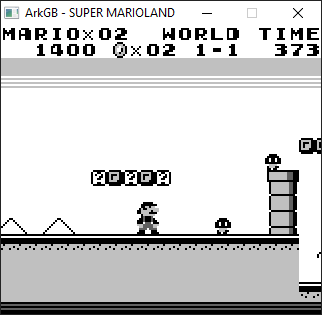 ArkGB - SUPER MARIOLAND
MARIO×02 WORLD TIME
1400 ×02 1-1 373
? ? ?